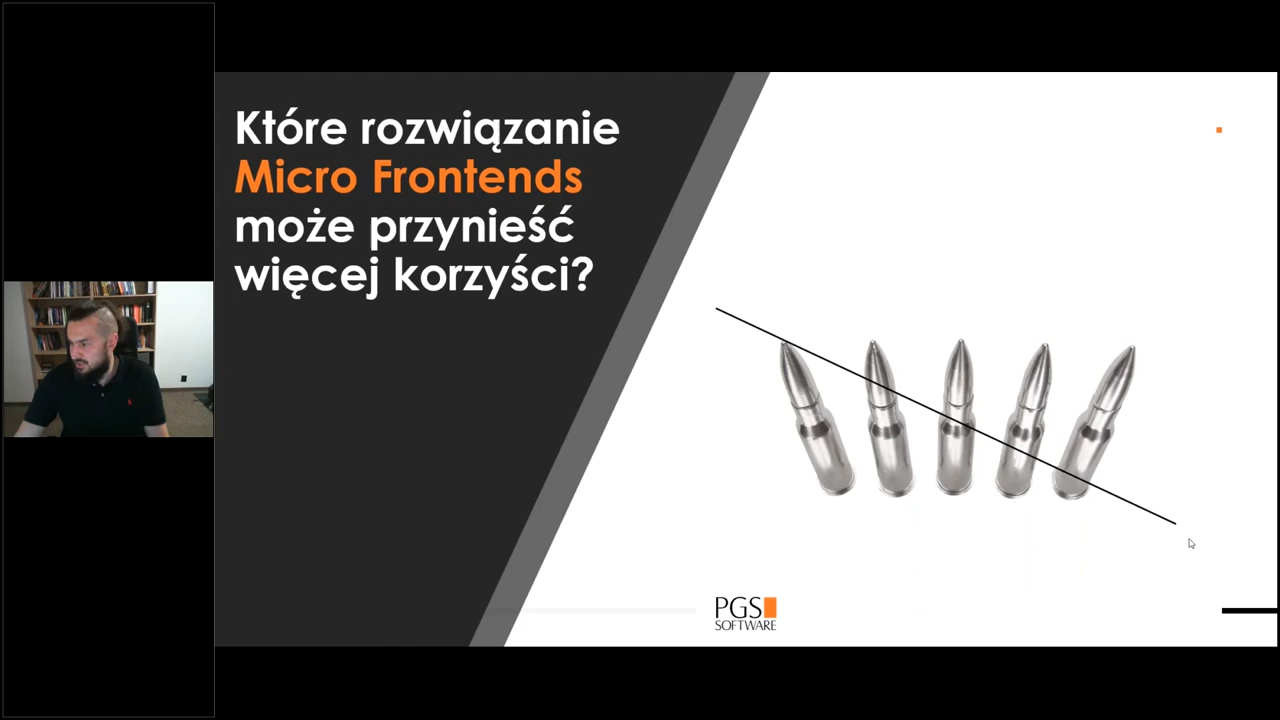 Które rozwiązanie
Micro Frontends
może przynieść
więcej korzyści?
PGS
SOFTWARE